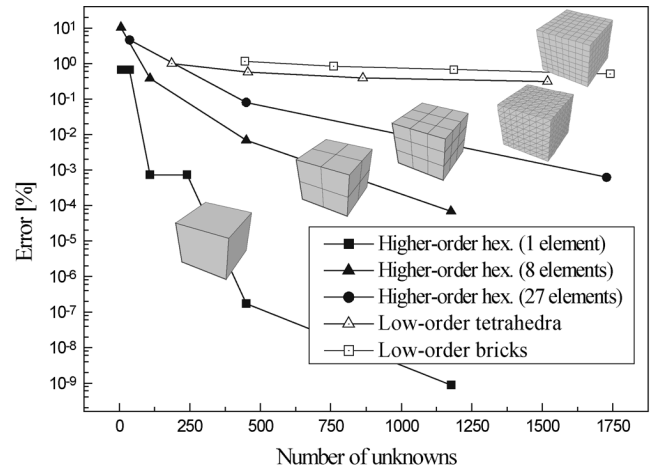 10¹
10⁰
10⁻¹
10⁻²
10⁻³
10⁻⁴
10⁻⁵
10⁻⁶
10⁻⁷
10⁻⁸
10⁻⁹
Error [%]
Higher-order hex. (1 element)
Higher-order hex. (8 elements)
Higher-order hex. (27 elements)
Low-order tetrahedra
Low-order bricks
0 250 500 750 1000 1250 1500 1750
Number of unknowns